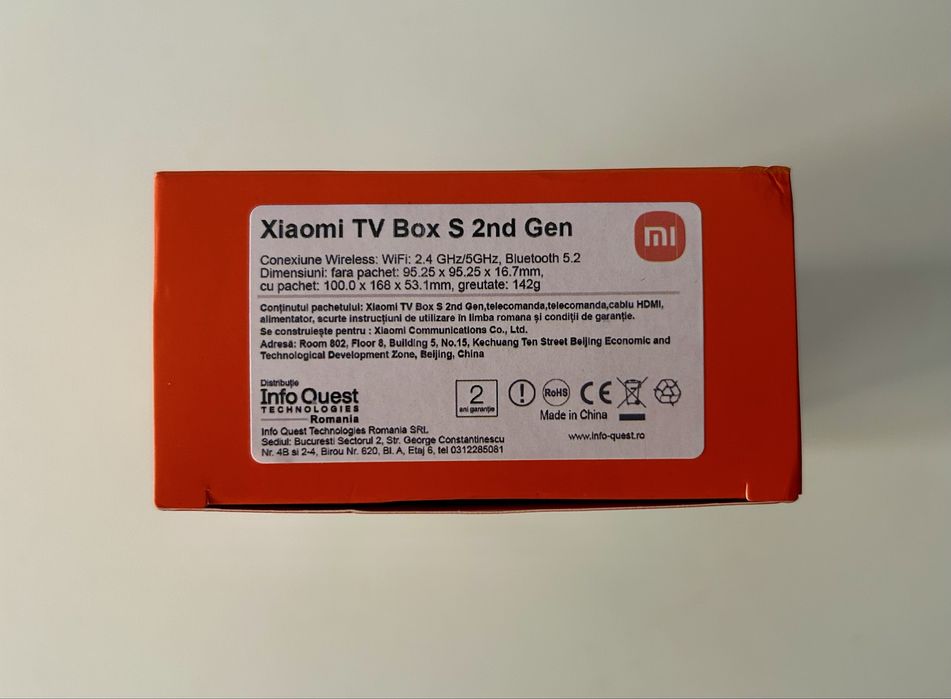 Xiaomi TV Box S 2nd Gen
mi
Conexiune Wireless: WiFi: 2.4 GHz/5GHz, Bluetooth 5.2
Dimensiuni: fara pachet: 95.25 x 95.25 x 16.7mm,
cu pachet: 100.0 x 168 x 53.1mm, greutate: 142g
Conținutul pachetului: Xiaomi TV Box S 2nd Gen,telecomanda,telecomanda,cablu HDMI,
alimentator, scurte instrucțiuni de utilizare în limba romana și condiții de garanție.
Se construiește pentru : Xiaomi Communications Co., Ltd.
Adresă: Room 802, Floor 8, Building 5, No.15, Kechuang Ten Street Beijing Economic and
Technological Development Zone, Beijing, China
Distribuție
Info Quest
TECHNOLOGIES
Romania
2
ani garanție
RoHS
CE
Made in China
Info Quest Technologies Romania SRL
Sediul: Bucuresti Sectorul 2, Str. George Constantinescu
Nr. 4B si 2-4, Birou Nr. 620, Bl. A, Etaj 6, tel 0312285081
www.info-quest.ro